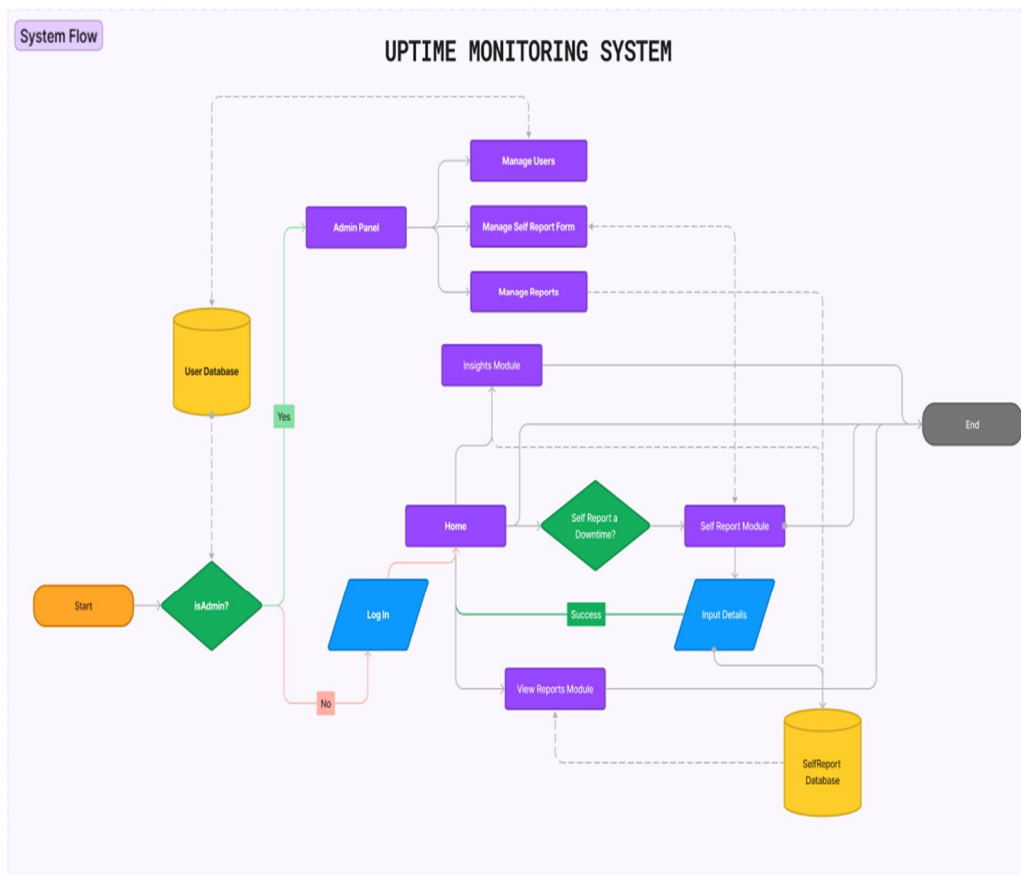 System Flow
UPTIME MONITORING SYSTEM
Manage Users
Admin Panel
Manage Self Report Form
Manage Reports
Insights Module
User Database
Yes
End
Home
Self Report a
Downtime?
Self Report Module
Start
isAdmin?
Log In
Success
Input Details
No
View Reports Module
SelfReport
Database